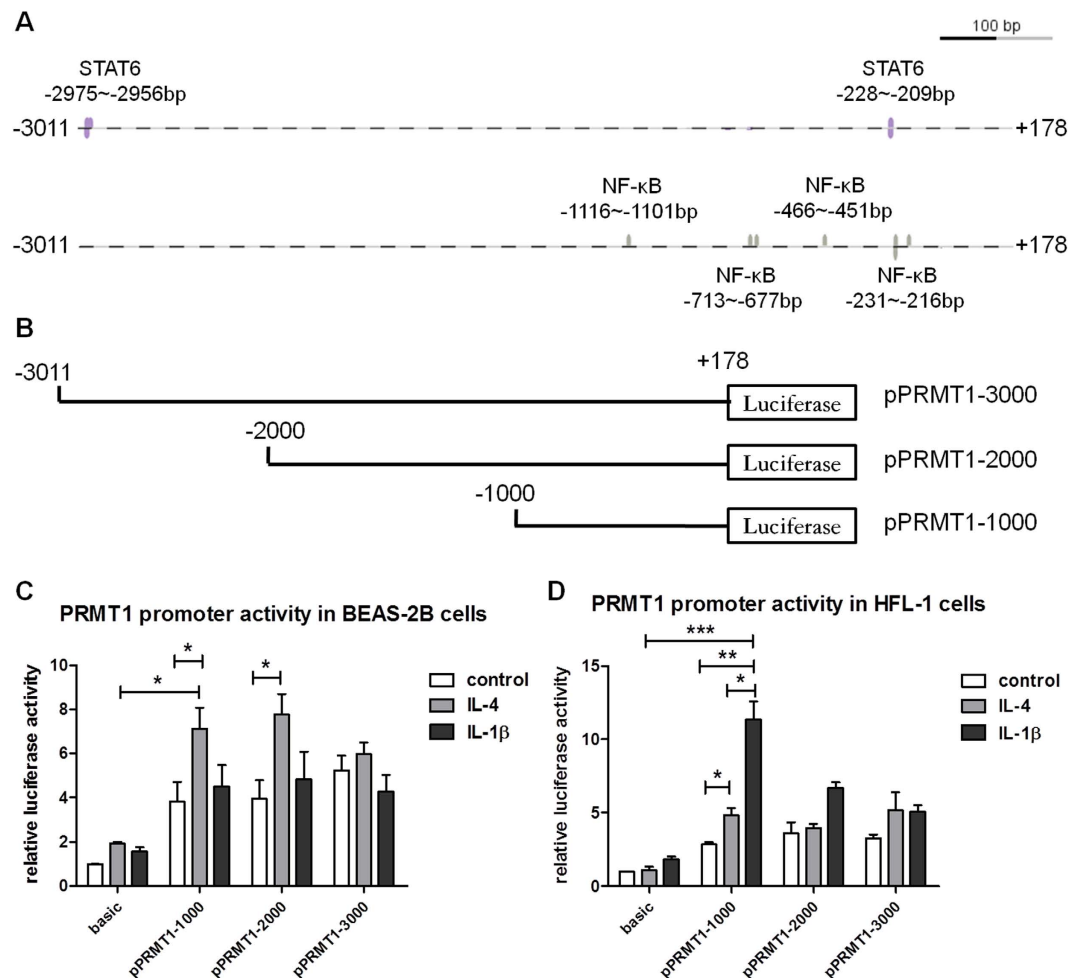 A
100 bp
STAT6
-2975~-2956bp
STAT6
-228~-209bp
-3011
+178
NF-κB
-1116~-1101bp
NF-κB
-466~-451bp
-3011
+178
NF-κB
-713~-677bp
NF-κB
-231~-216bp
B
-3011
+178
Luciferase
pPRMT1-3000
-2000
Luciferase
pPRMT1-2000
-1000
Luciferase
pPRMT1-1000
C
PRMT1 promoter activity in BEAS-2B cells
relative luciferase activity
10
8
6
4
2
0
*
*
*
control
IL-4
IL-1β
basic
pPRMT1-1000
pPRMT1-2000
pPRMT1-3000
D
PRMT1 promoter activity in HFL-1 cells
relative luciferase activity
15
10
5
0
***
**
*
*
control
IL-4
IL-1β
basic
pPRMT1-1000
pPRMT1-2000
pPRMT1-3000